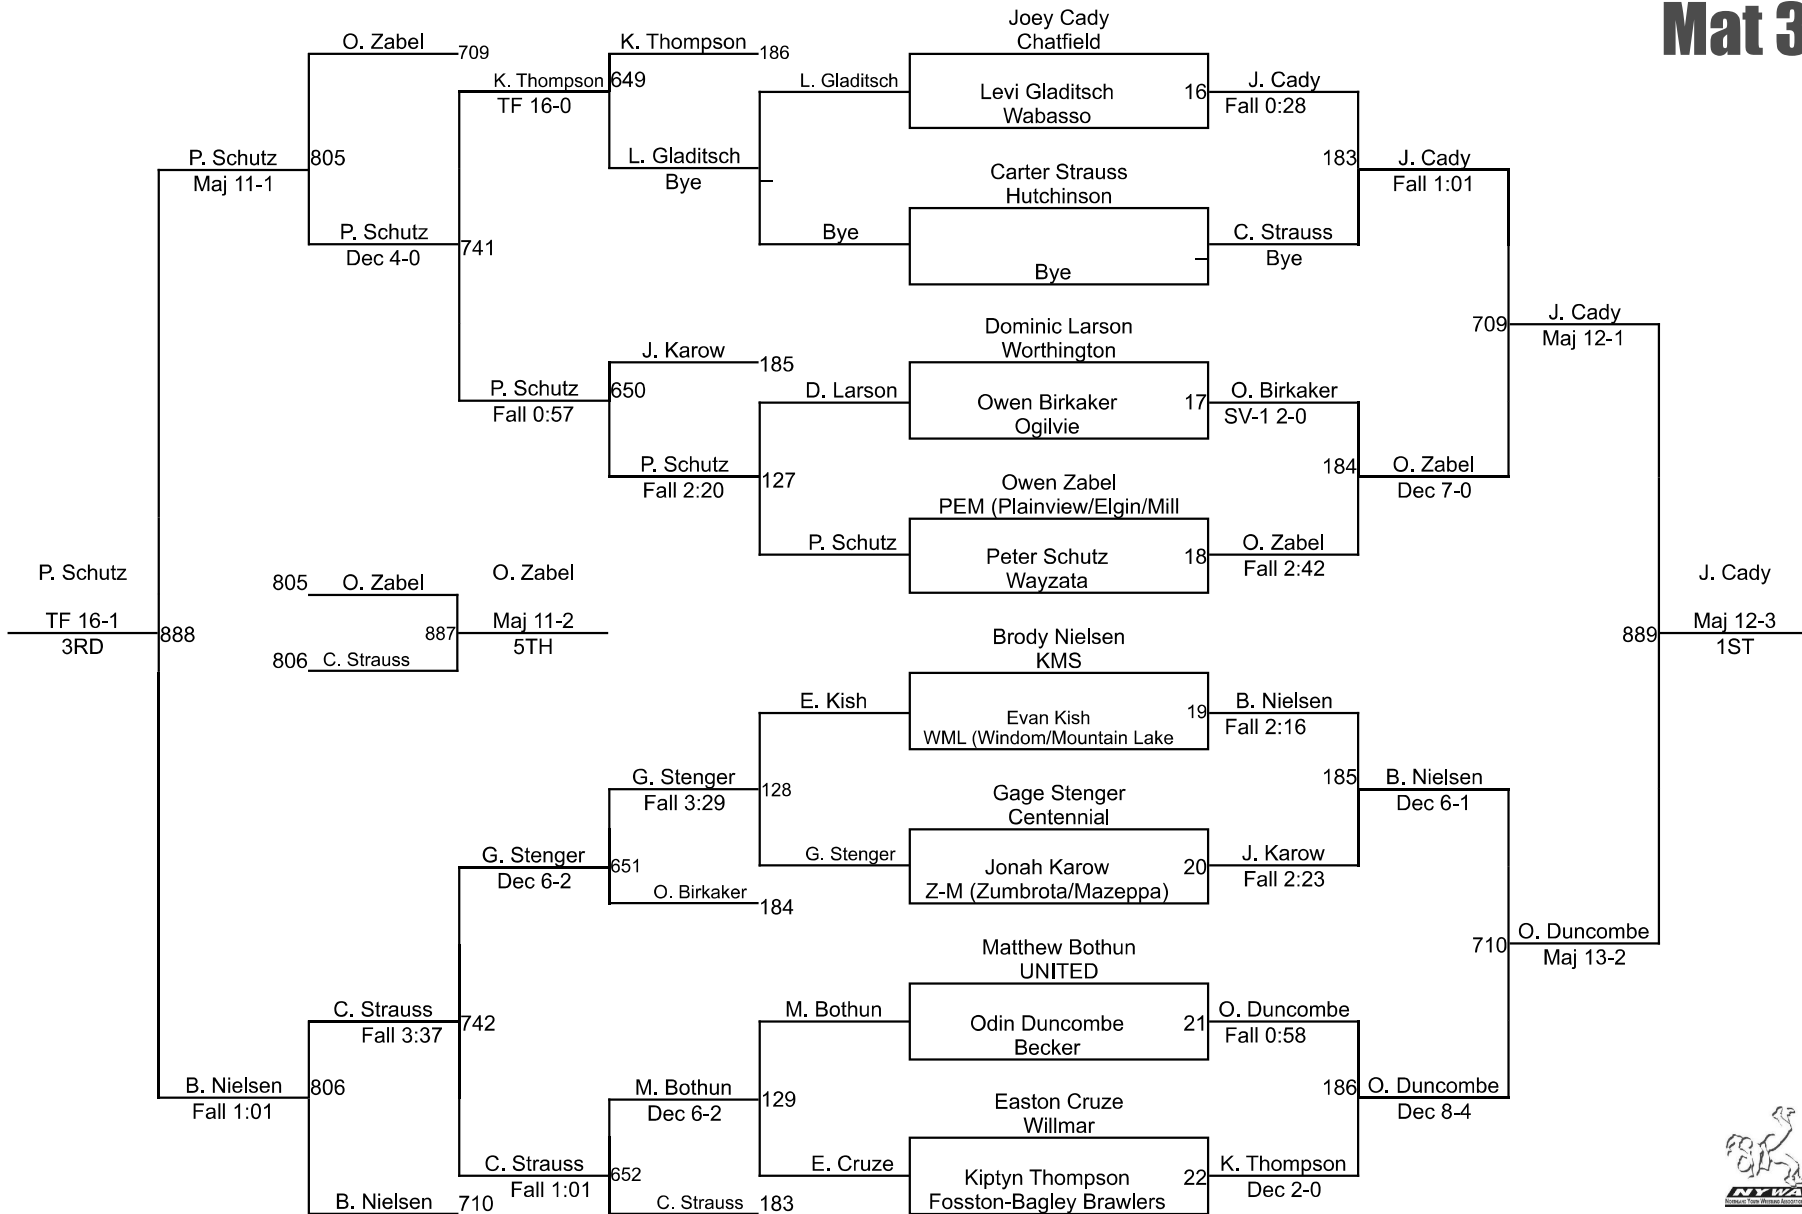 Mat 3
Joey Cady
Chatfield
O. Zabel
709
K. Thompson
186
K. Thompson
649
TF 16-0
L. Gladitsch
Levi Gladitsch
Wabasso
16
J. Cady
Fall 0:28
P. Schutz
Maj 11-1
805
L. Gladitsch
Bye
Carter Strauss
Hutchinson
183
J. Cady
Fall 1:01
P. Schutz
Dec 4-0
741
Bye
Bye
C. Strauss
Bye
Dominic Larson
Worthington
709
J. Cady
Maj 12-1
J. Karow
185
P. Schutz
Fall 0:57
650
D. Larson
Owen Birkaker
Ogilvie
17
O. Birkaker
SV-1 2-0
P. Schutz
Fall 2:20
127
Owen Zabel
PEM (Plainview/Elgin/Mill
184
O. Zabel
Dec 7-0
P. Schutz
Peter Schutz
Wayzata
18
O. Zabel
Fall 2:42
P. Schutz
TF 16-1
3RD
888
805
O. Zabel
806
C. Strauss
887
O. Zabel
Maj 11-2
5TH
889
J. Cady
Maj 12-3
1ST
Brody Nielsen
KMS
E. Kish
Evan Kish
WML (Windom/Mountain Lake
19
B. Nielsen
Fall 2:16
G. Stenger
Fall 3:29
128
Gage Stenger
Centennial
185
B. Nielsen
Dec 6-1
G. Stenger
Dec 6-2
651
G. Stenger
Jonah Karow
Z-M (Zumbrota/Mazeppa)
20
J. Karow
Fall 2:23
O. Birkaker
184
Matthew Bothun
UNITED
710
O. Duncombe
Maj 13-2
C. Strauss
Fall 3:37
742
M. Bothun
Odin Duncombe
Becker
21
O. Duncombe
Fall 0:58
B. Nielsen
Fall 1:01
806
M. Bothun
Dec 6-2
129
Easton Cruze
Willmar
186
O. Duncombe
Dec 8-4
C. Strauss
Fall 1:01
652
E. Cruze
Kiptyn Thompson
Fosston-Bagley Brawlers
22
K. Thompson
Dec 2-0
B. Nielsen
710
C. Strauss
183
NYWA